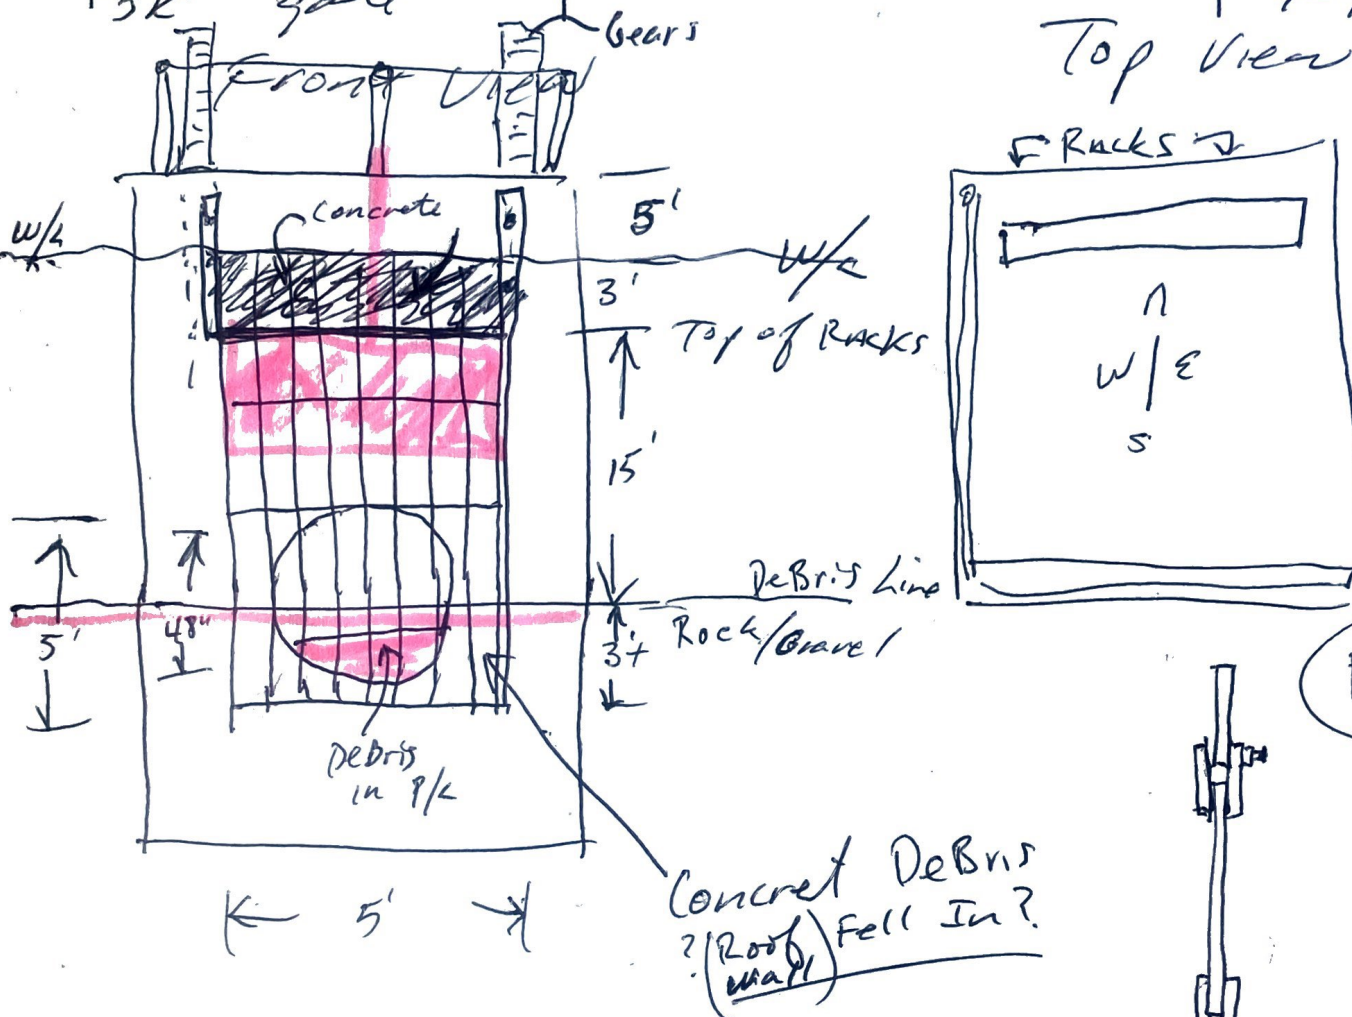 Gears
Front View
Top View
Racks
Concrete
5'
W/L
W/L
3'
Top of Racks
N
W/E
S
15'
DeBris Line
Rock/Gravel
5'
48"
3'+
DeBris
in P/L
5'
Concret DeBris
Fell In?
?(Roof
wall)